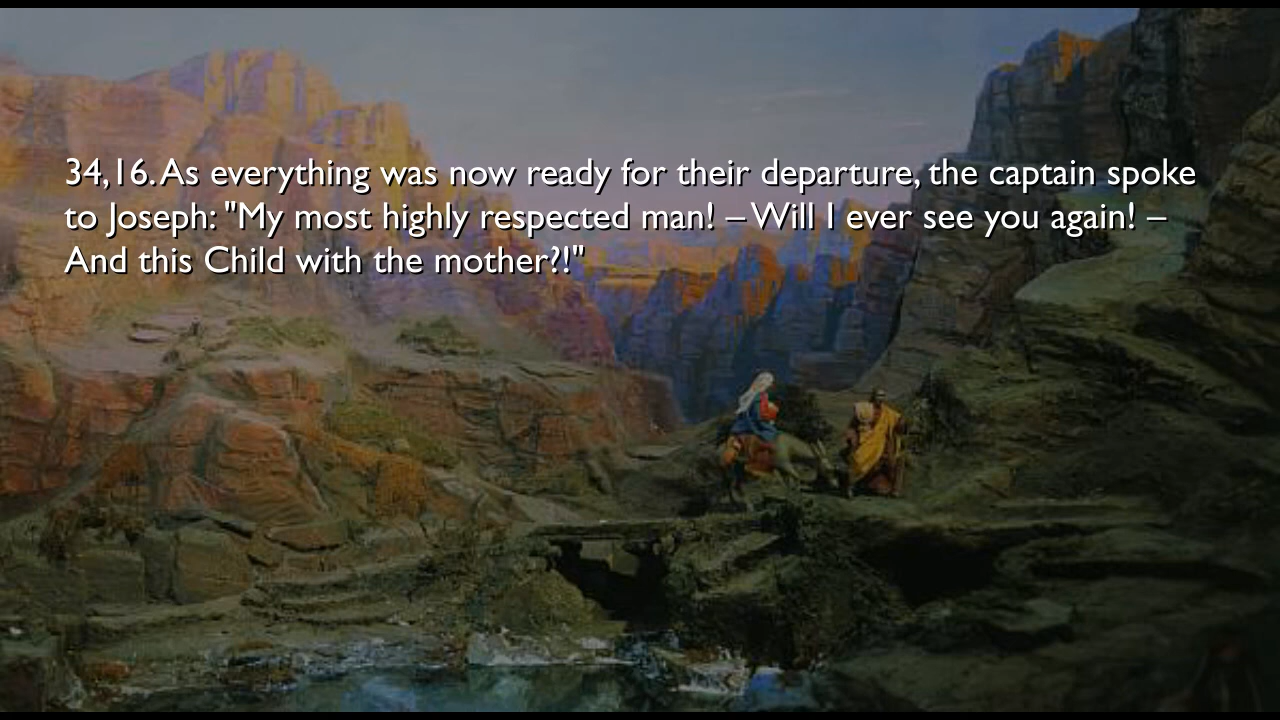 34,16. As everything was now ready for their departure, the captain spoke
to Joseph: "My most highly respected man! – Will I ever see you again! –
And this Child with the mother?!"